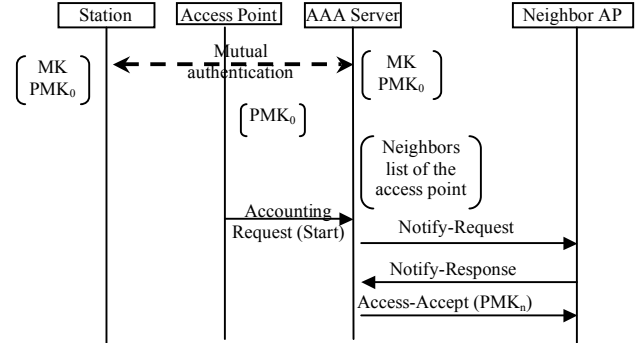 Station
Access Point
AAA Server
Neighbor AP
Mutual
authentication
MK
PMK₀
MK
PMK₀
PMK₀
Neighbors
list of the
access point
Accounting
Request (Start)
Notify-Request
Notify-Response
Access-Accept (PMKₙ)